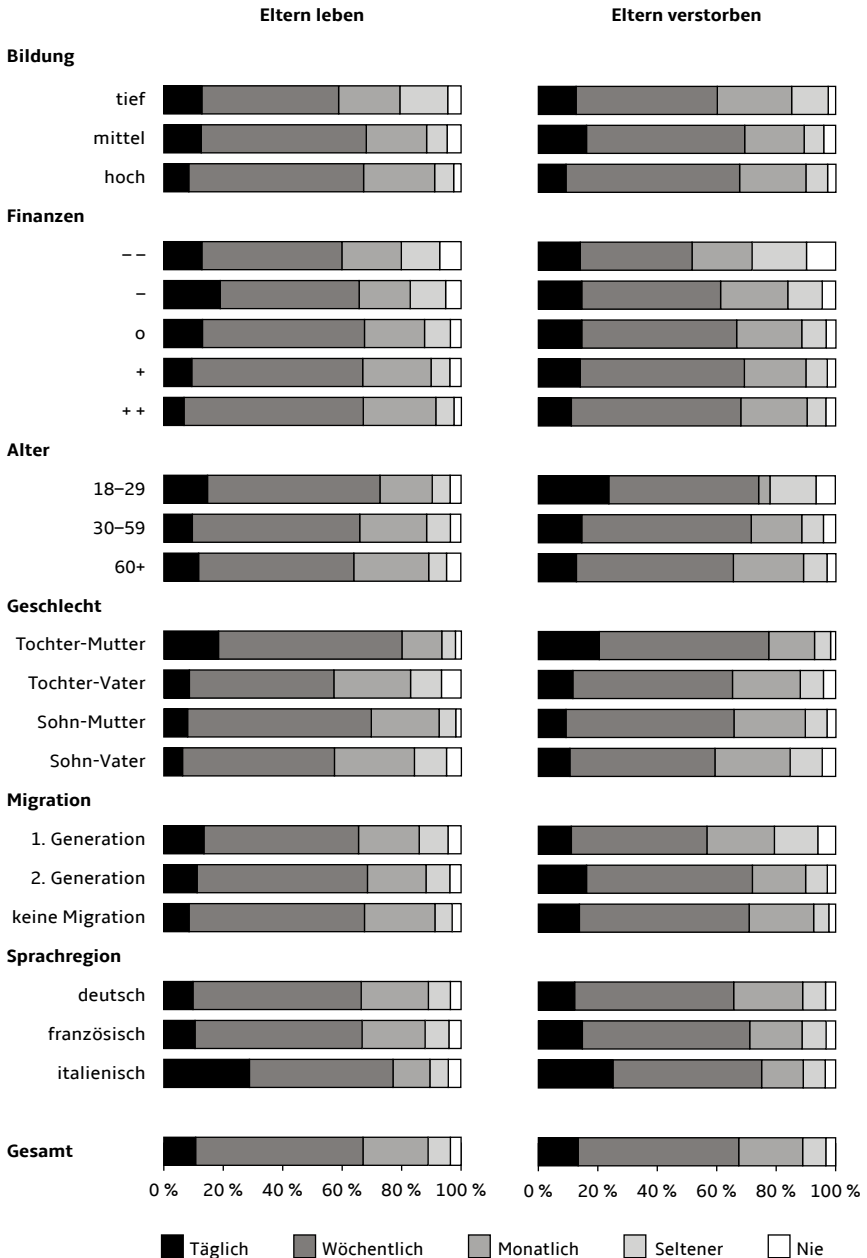 Eltern leben Eltern verstorben
Bildung
tief
mittel
hoch
Finanzen
– –
–
o
+
+ +
Alter
18–29
30–59
60+
Geschlecht
Tochter-Mutter
Tochter-Vater
Sohn-Mutter
Sohn-Vater
Migration
1. Generation
2. Generation
keine Migration
Sprachregion
deutsch
französisch
italienisch
Gesamt
0 % 20 % 40 % 60 % 80 % 100 % 0 % 20 % 40 % 60 % 80 % 100 %
Täglich Wöchentlich Monatlich Seltener Nie